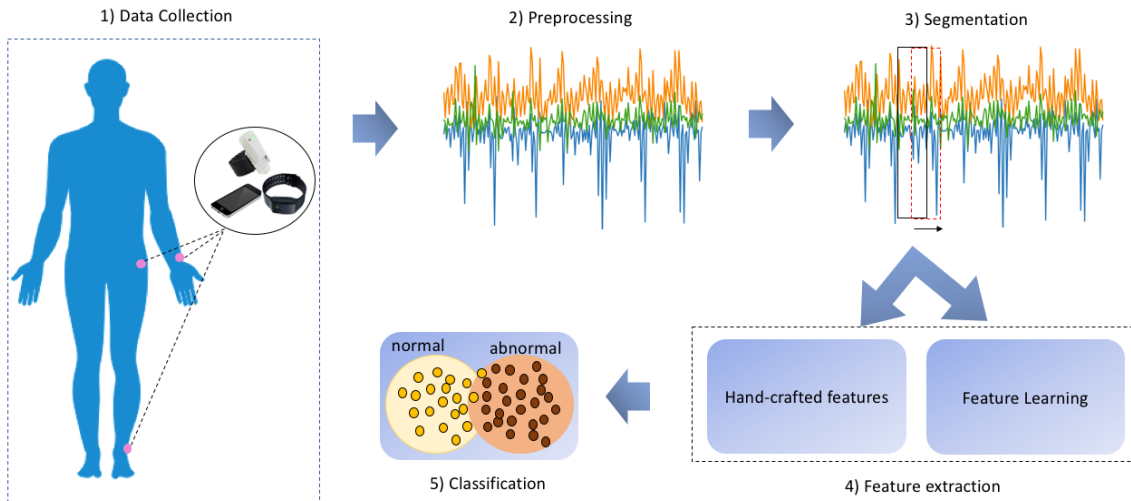 1) Data Collection
2) Preprocessing
3) Segmentation
normal
abnormal
Hand-crafted features
Feature Learning
5) Classification
4) Feature extraction